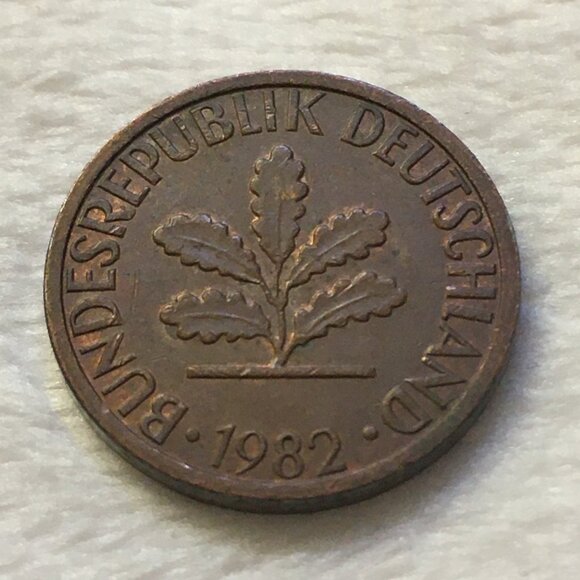 BUNDESREPUBLIK DEUTSCHLAND
· 1982 ·